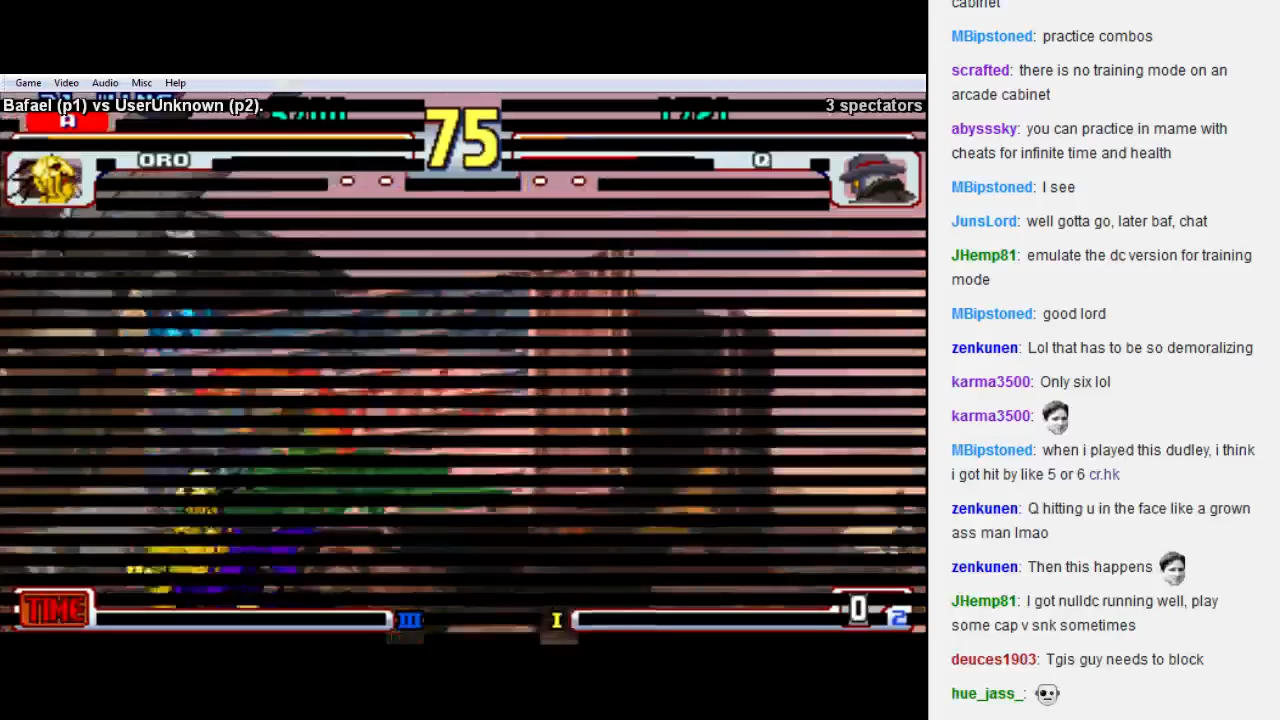 cabinet
MBipstoned: practice combos
scrafted: there is no training mode on an
arcade cabinet
abysssky: you can practice in mame with
cheats for infinite time and health
MBipstoned: I see
JunsLord: well gotta go, later baf, chat
JHemp81: emulate the dc version for training
mode
MBipstoned: good lord
zenkunen: Lol that has to be so demoralizing
karma3500: Only six lol
karma3500:
MBipstoned: when i played this dudley, i think
i got hit by like 5 or 6 cr.hk
zenkunen: Q hitting u in the face like a grown
ass man lmao
zenkunen: Then this happens
JHemp81: I got nulldc running well, play
some cap v snk sometimes
deuces1903: Tgis guy needs to block
hue_jass_:
Game Video Audio Misc Help
Bafael (p1) vs UserUnknown (p2).
3 spectators
75
ORO
Q
TIME
III
I
0
2